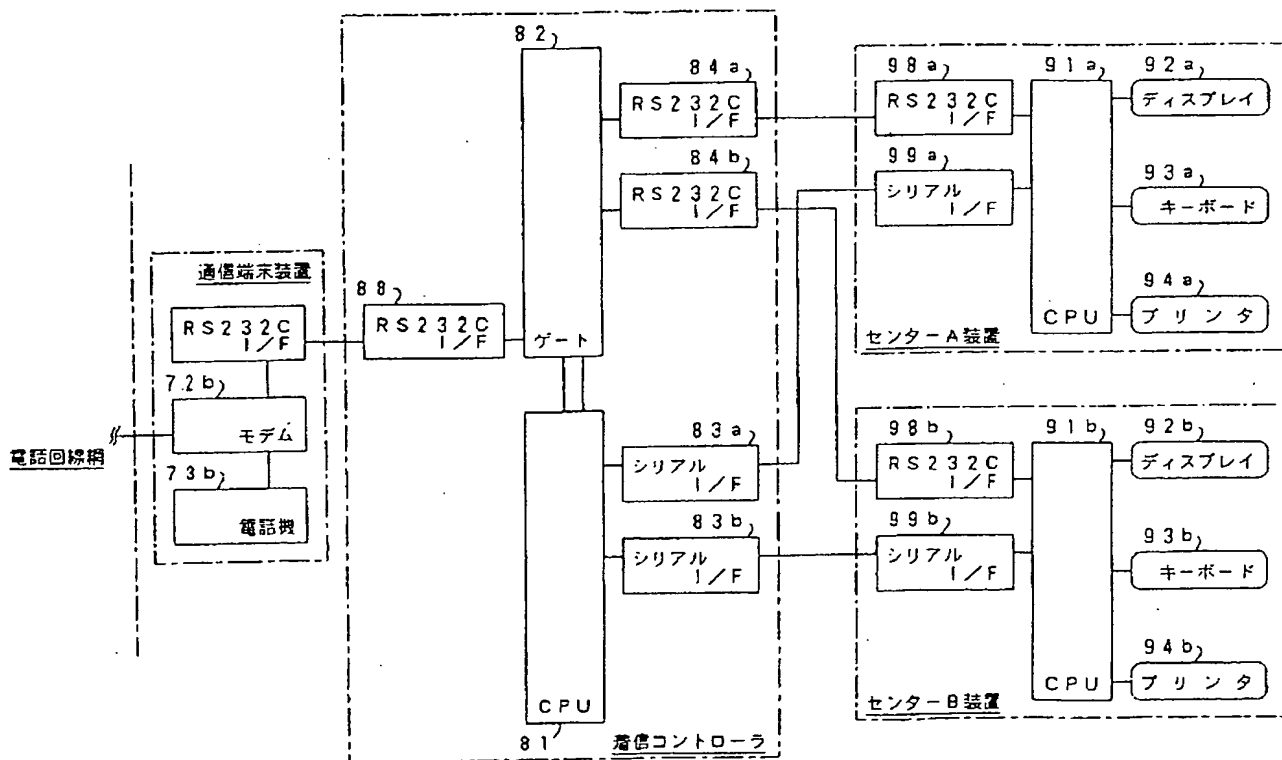 電話回線網
通信端末装置
RS232C
I/F
7.2b
モデム
73b
電話機
88
RS232C
I/F
82
ゲート
84a
RS232C
I/F
84b
RS232C
I/F
83a
シリアル
I/F
83b
シリアル
I/F
CPU
81
着信コントローラ
98a
RS232C
I/F
99a
シリアル
I/F
91a
CPU
92a
ディスプレイ
93a
キーボード
94a
プリンタ
センターA装置
98b
RS232C
I/F
99b
シリアル
I/F
91b
CPU
92b
ディスプレイ
93b
キーボード
94b
プリンタ
センターB装置